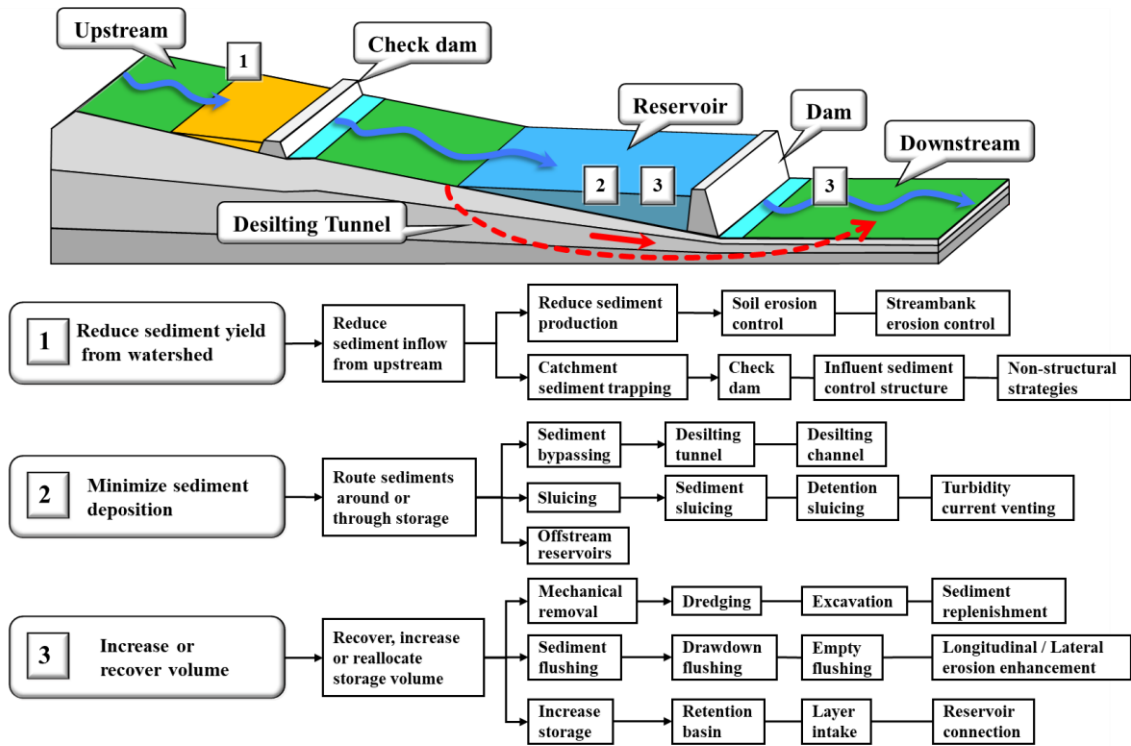 Upstream
1
Check dam
Reservoir
Dam
Downstream
2
3
3
Desilting Tunnel
1
Reduce sediment yield
from watershed
Reduce
sediment inflow
from upstream
Reduce sediment
production
Soil erosion
control
Streambank
erosion control
Catchment
sediment trapping
Check
dam
Influent sediment
control structure
Non-structural
strategies
2
Minimize sediment
deposition
Route sediments
around or
through storage
Sediment
bypassing
Desilting
tunnel
Desilting
channel
Sluicing
Sediment
sluicing
Detention
sluicing
Turbidity
current venting
Offstream
reservoirs
3
Increase or
recover volume
Recover, increase
or reallocate
storage volume
Mechanical
removal
Dredging
Excavation
Sediment
replenishment
Sediment
flushing
Drawdown
flushing
Empty
flushing
Longitudinal / Lateral
erosion enhancement
Increase
storage
Retention
basin
Layer
intake
Reservoir
connection